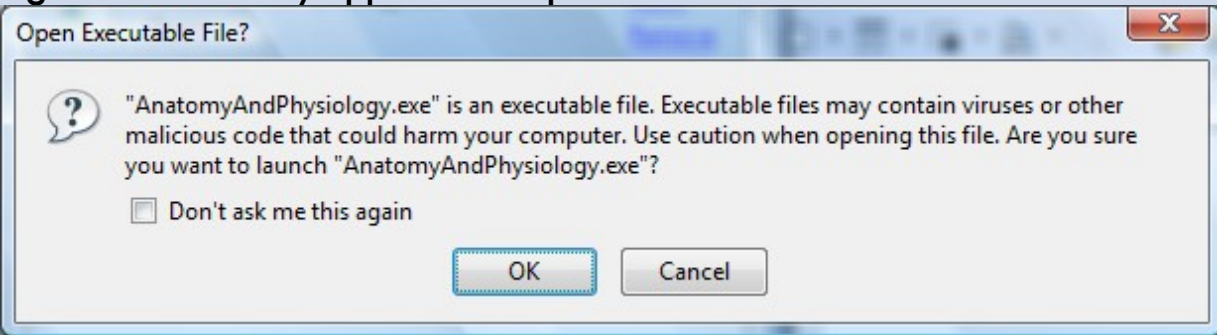 Open Executable File?
"AnatomyAndPhysiology.exe" is an executable file. Executable files may contain viruses or other
malicious code that could harm your computer. Use caution when opening this file. Are you sure
you want to launch "AnatomyAndPhysiology.exe"?
Don't ask me this again
OK
Cancel